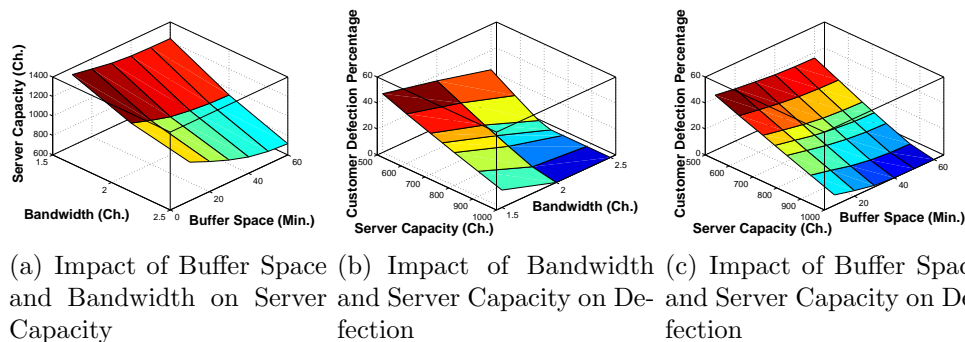 1400
1200
1000
800
600
1.5
2
2.5
0
20
40
60
Server Capacity (Ch.)
Bandwidth (Ch.)
Buffer Space (Min.)
60
40
20
0
500
600
700
800
900
1000
1.5
2
2.5
Customer Defection Percentage
Server Capacity (Ch.)
Bandwidth (Ch.)
60
40
20
0
500
600
700
800
900
1000
20
40
60
Customer Defection Percentage
Server Capacity (Ch.)
Buffer Space (Min.)
(a) Impact of Buffer Space
and Bandwidth on Server
Capacity
(b) Impact of Bandwidth
and Server Capacity on De-
fection
(c) Impact of Buffer Spac
and Server Capacity on De
fection